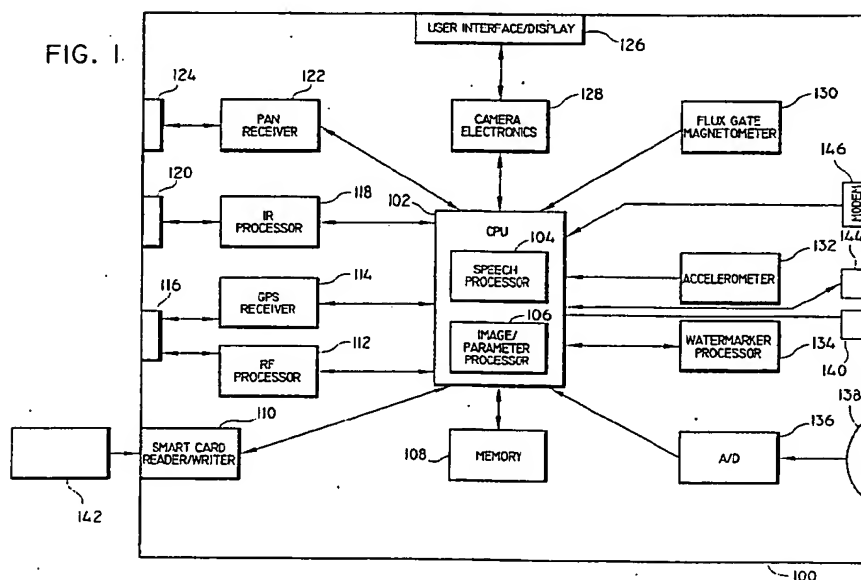 FIG. 1
USER INTERFACE/DISPLAY
126
124
122
PAN
RECEIVER
128
CAMERA
ELECTRONICS
130
FLUX GATE
MAGNETOMETER
146
MODEM
120
118
IR
PROCESSOR
102
CPU
104
SPEECH
PROCESSOR
132
ACCELEROMETER
144
116
114
GPS
RECEIVER
106
IMAGE/
PARAMETER
PROCESSOR
WATERMARKER
PROCESSOR
134
140
112
RF
PROCESSOR
110
SMART CARD
READER/WRITER
142
108
MEMORY
136
A/D
138
100